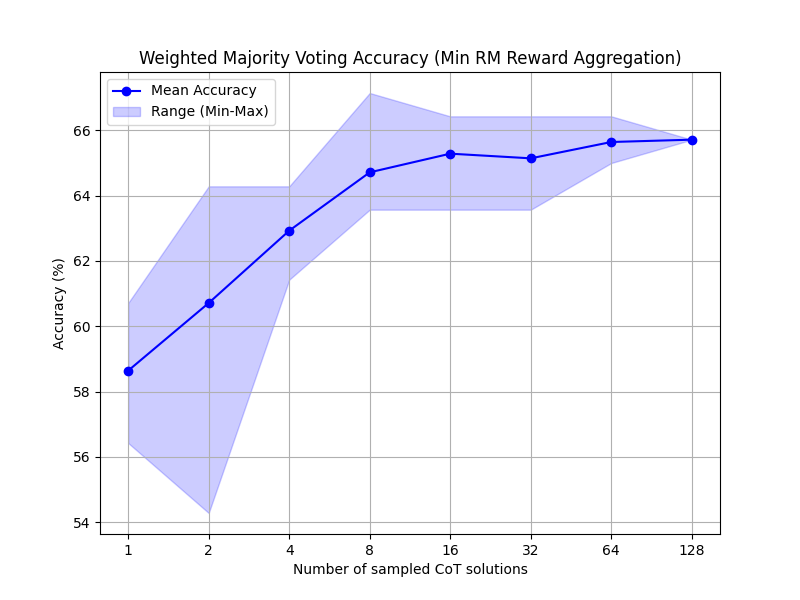 Weighted Majority Voting Accuracy (Min RM Reward Aggregation)
Mean Accuracy
Range (Min-Max)
Accuracy (%)
66
64
62
60
58
56
54
1 2 4 8 16 32 64 128
Number of sampled CoT solutions